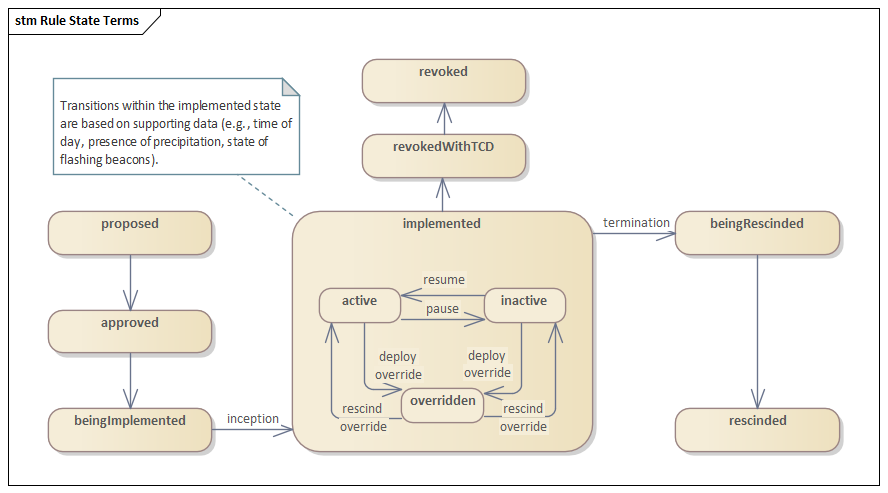 stm Rule State Terms
revoked
Transitions within the implemented state
are based on supporting data (e.g., time of
day, presence of precipitation, state of
flashing beacons).
revokedWithTCD
proposed
implemented
termination
beingRescinded
resume
active
inactive
pause
approved
deploy
override
deploy
override
overridden
rescind
override
rescind
override
beingImplemented
inception
rescinded